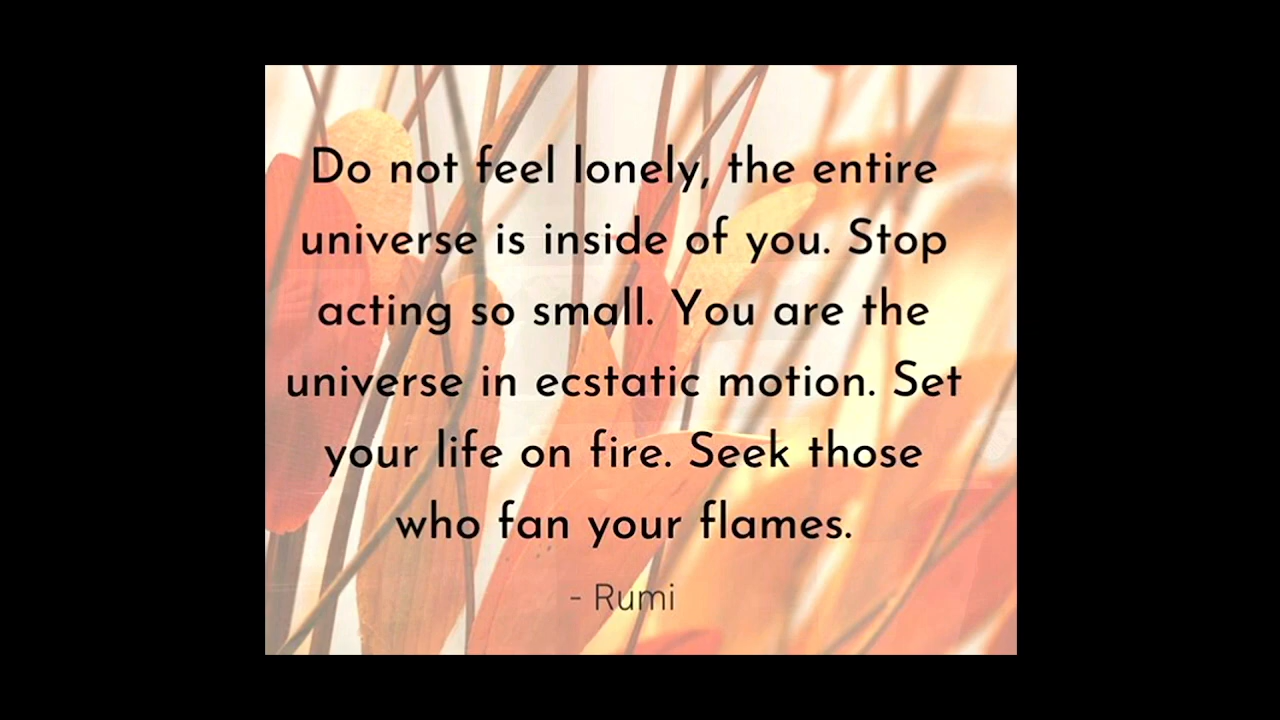 Do not feel lonely, the entire
universe is inside of you. Stop
acting so small. You are the
universe in ecstatic motion. Set
your life on fire. Seek those
who fan your flames.
- Rumi